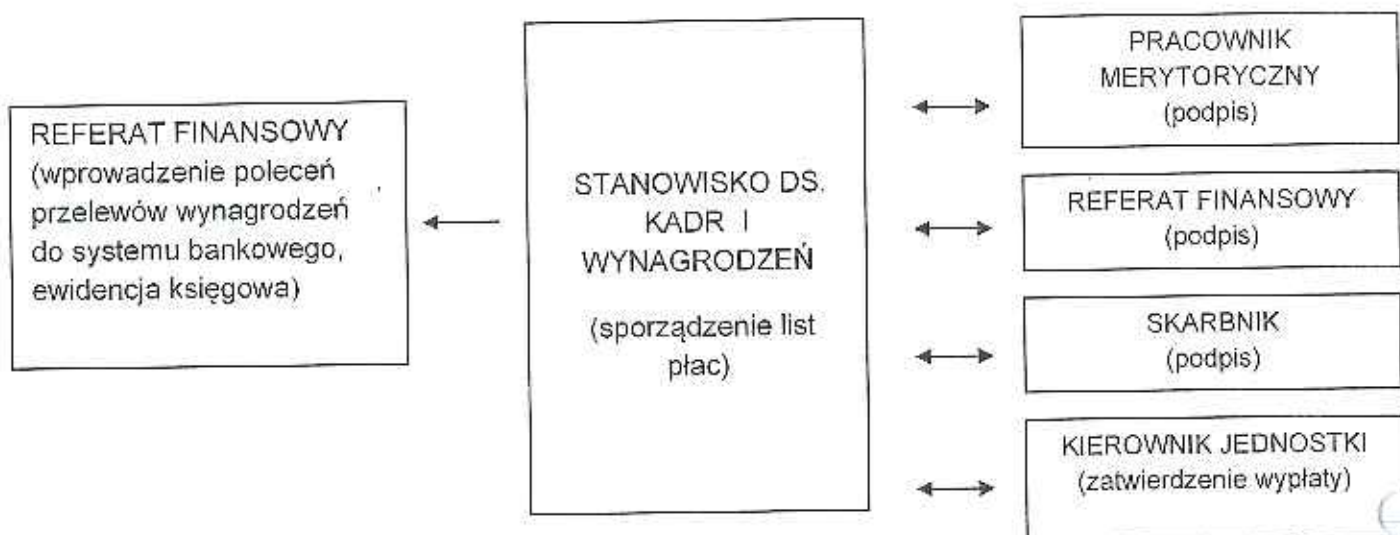 REFERAT FINANSOWY
(wprowadzenie poleceń
przelewów wynagrodzeń
do systemu bankowego,
ewidencja księgowa)
STANOWISKO DS.
KADR I
WYNAGRODZEŃ
(sporządzenie list
płac)
PRACOWNIK
MERYTORYCZNY
(podpis)
REFERAT FINANSOWY
(podpis)
SKARBNIK
(podpis)
KIEROWNIK JEDNOSTKI
(zatwierdzenie wypłaty)